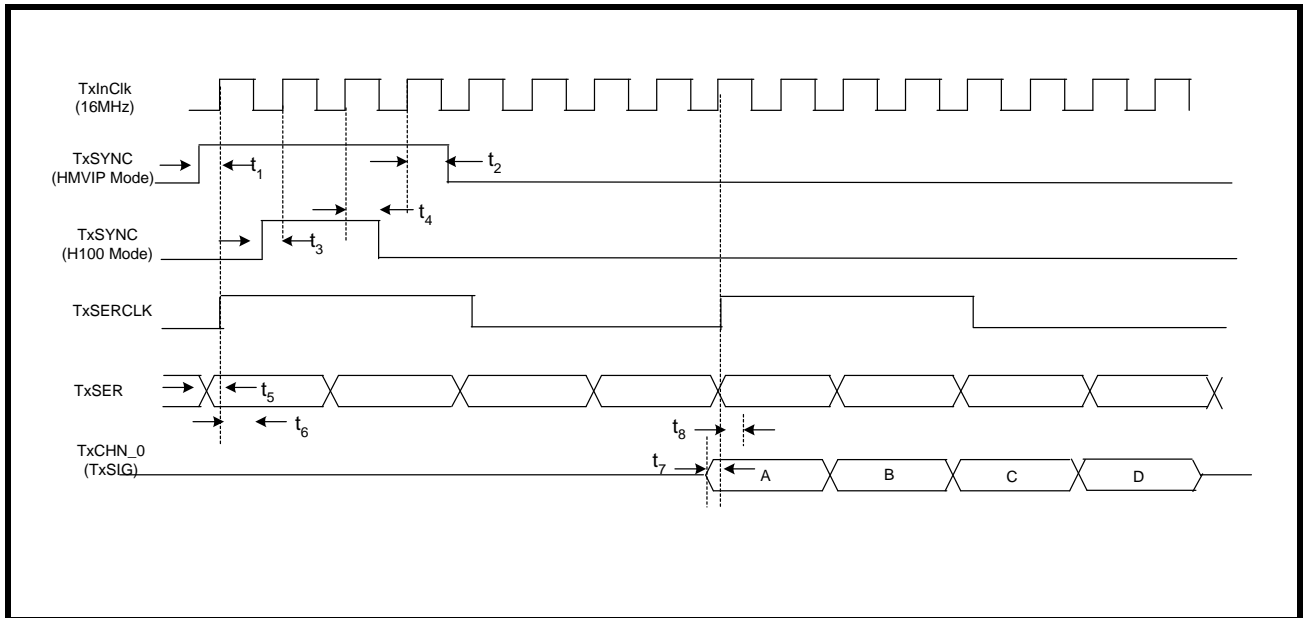 TxInClk
(16MHz)
TxSYNC
(HMVIP Mode)
t1
t2
TxSYNC
(H100 Mode)
t3
t4
TxSERCLK
TxSER
t5
t6
TxCHN_0
(TxSIG)
t7
t8
A
B
C
D